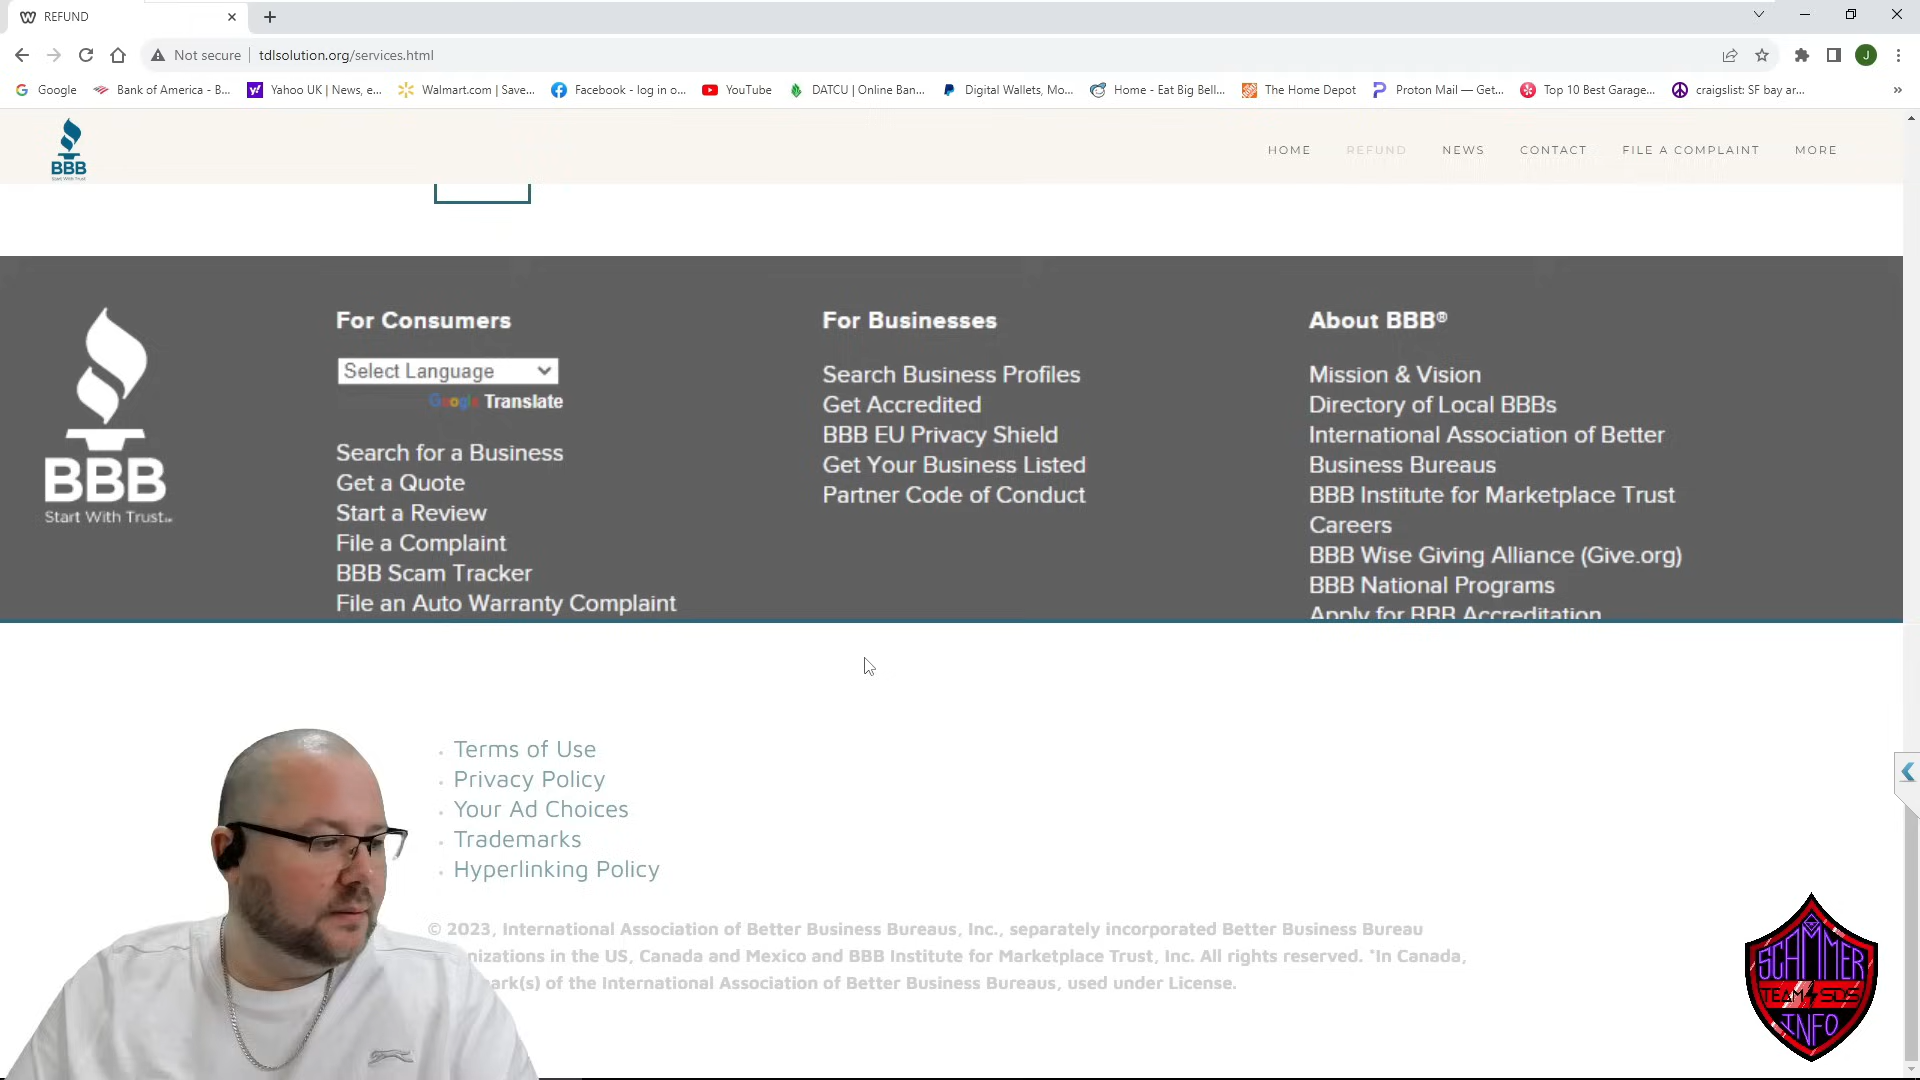 REFUND
Not secure
tdlsolution.org/services.html
J
Google
Bank of America - B...
Yahoo UK | News, e...
Walmart.com | Save...
Facebook - log in o...
YouTube
DATCU | Online Ban...
Digital Wallets, Mo...
Home - Eat Big Bell...
The Home Depot
Proton Mail — Get...
Top 10 Best Garage...
craigslist: SF bay ar...
BBB
HOME
REFUND
NEWS
CONTACT
FILE A COMPLAINT
MORE
BBB
Start With Trust
For Consumers
Select Language
Google Translate
Search for a Business
Get a Quote
Start a Review
File a Complaint
BBB Scam Tracker
File an Auto Warranty Complaint
For Businesses
Search Business Profiles
Get Accredited
BBB EU Privacy Shield
Get Your Business Listed
Partner Code of Conduct
About BBB®
Mission & Vision
Directory of Local BBBs
International Association of Better
Business Bureaus
BBB Institute for Marketplace Trust
Careers
BBB Wise Giving Alliance (Give.org)
BBB National Programs
Apply for BBB Accreditation
Terms of Use
Privacy Policy
Your Ad Choices
Trademarks
Hyperlinking Policy
© 2023, International Association of Better Business Bureaus, Inc., separately incorporated Better Business Bureau
nizations in the US, Canada and Mexico and BBB Institute for Marketplace Trust, Inc. All rights reserved. *In Canada,
ark(s) of the International Association of Better Business Bureaus, used under License.
SCAMMER
TEAM SDS
INFO